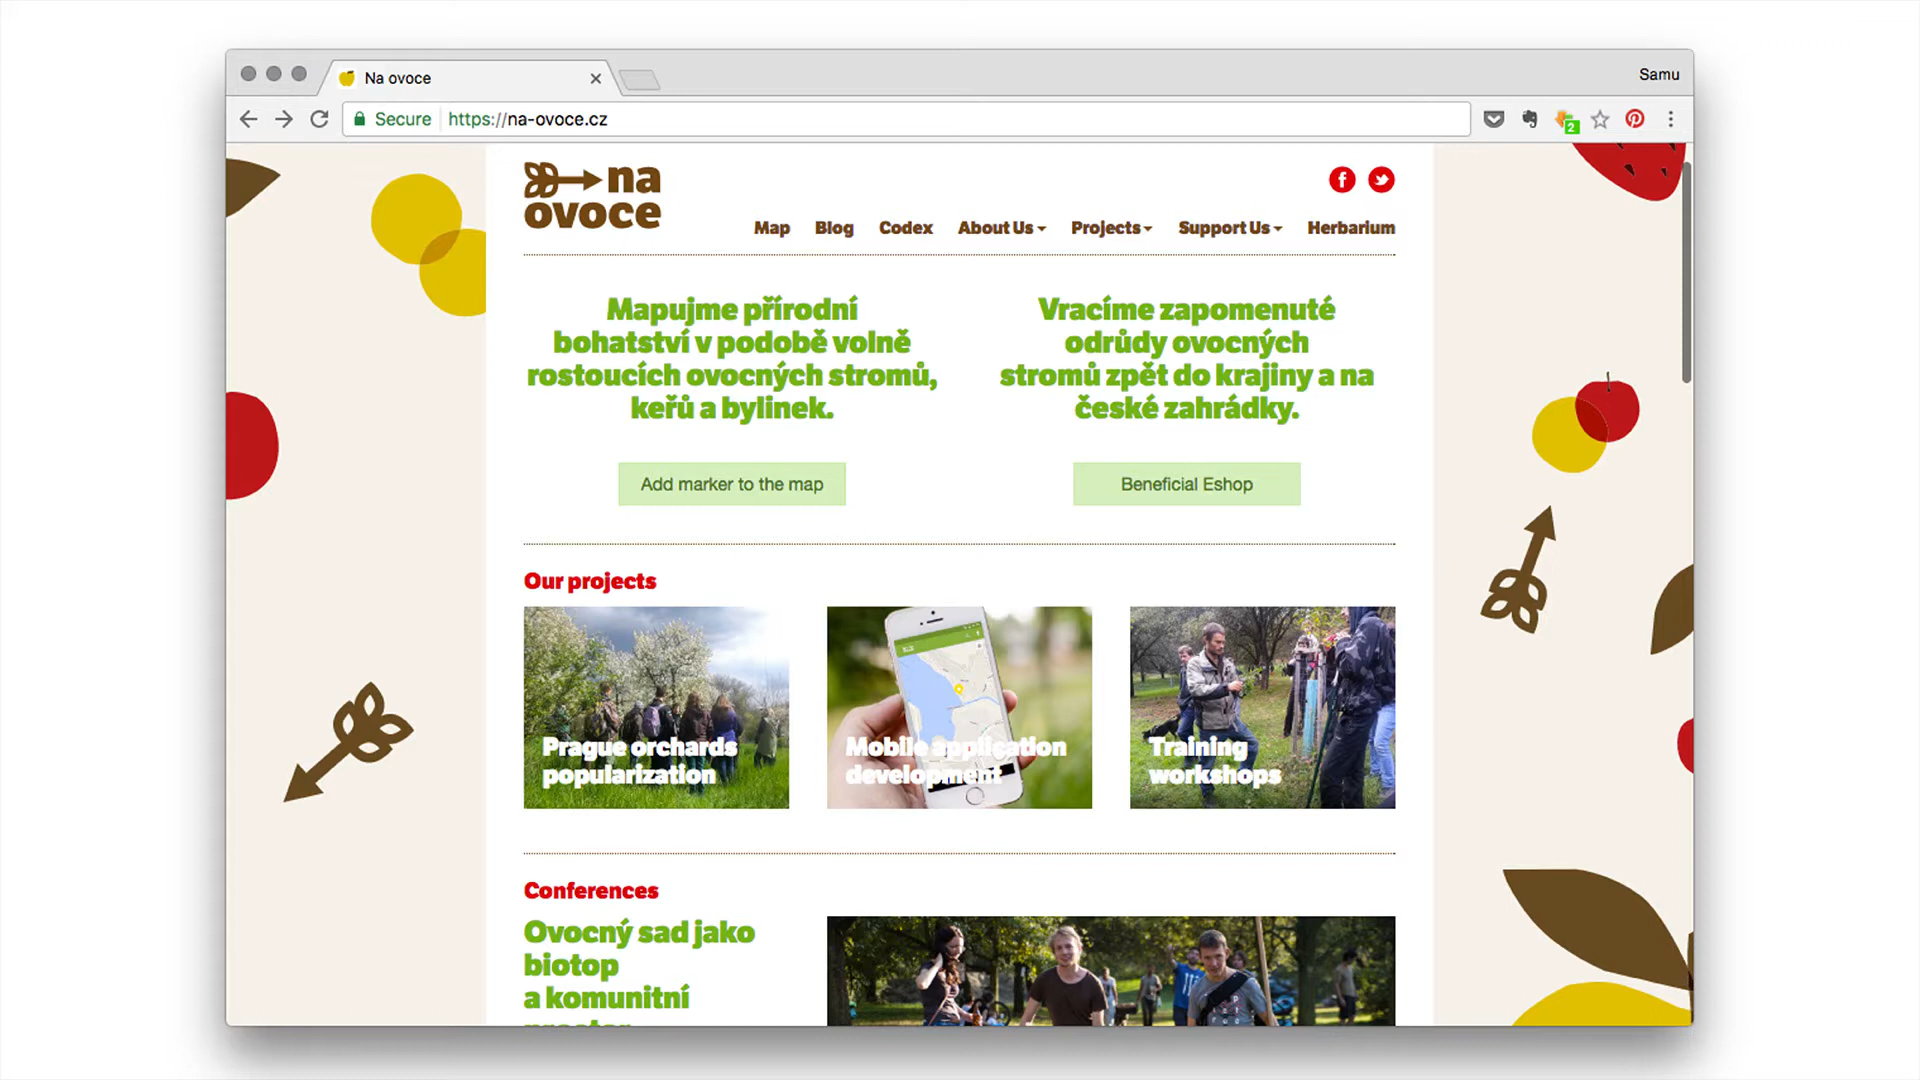 Na ovoce
Samu
Secure
https://na-ovoce.cz
2
na
ovoce
Map Blog Codex About Us Projects Support Us Herbarium
Mapujme přírodní
bohatství v podobě volně
rostoucích ovocných stromů,
keřů a bylinek.
Add marker to the map
Vracíme zapomenuté
odrůdy ovocných
stromů zpět do krajiny a na
české zahrádky.
Beneficial Eshop
Our projects
Prague orchards
popularization
Mobile application
development
Training
workshops
Conferences
Ovocný sad jako
biotop
a komunitní
prostor